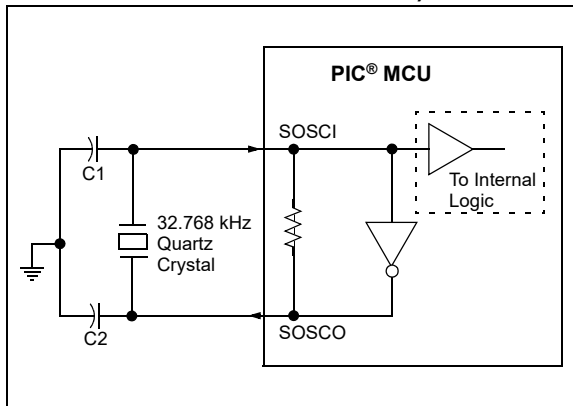 PIC® MCU
SOSCI
C1
To Internal
Logic
32.768 kHz
Quartz
Crystal
SOSCO
C2